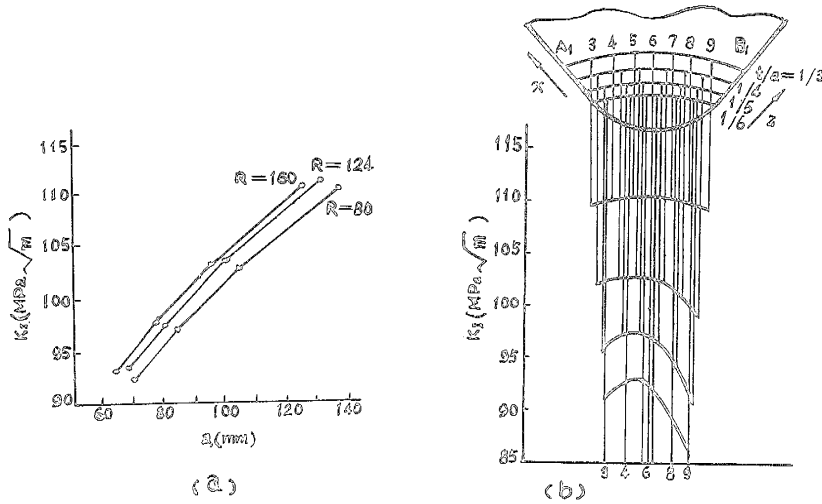 115
110
105
100
95
90
K₁(MPa√m)
R=160
R=124
R=80
60
80
100
120
140
a(mm)
(a)
A₁ 3 4 5 6 7 8 9 B₁
t/a=1/3
1/4
1/5
1/6
x
z
115
110
105
100
95
90
85
K₁(MPa√m)
3 4 6 8 9
(b)